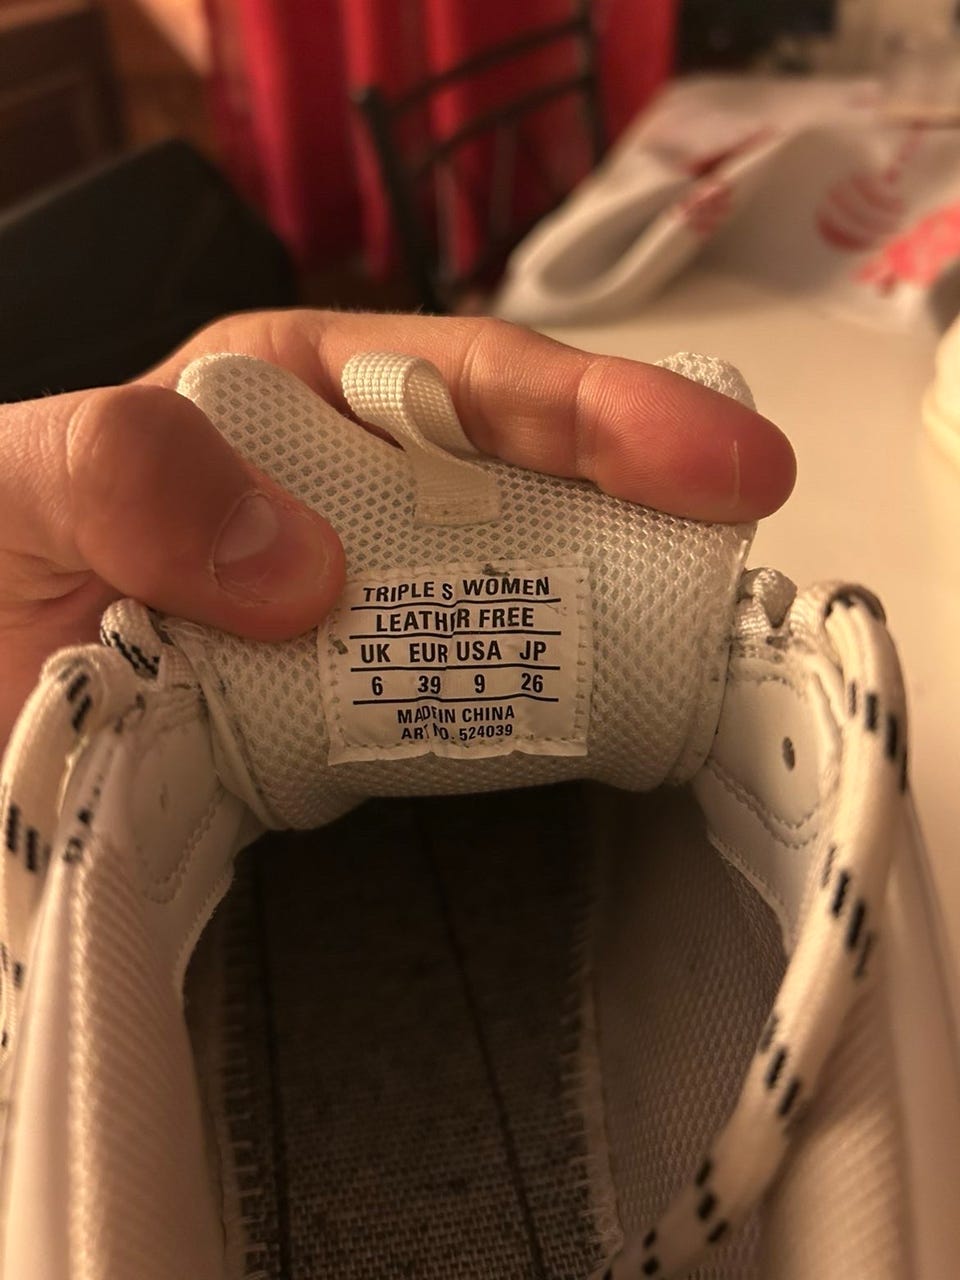 TRIPLE S WOMEN
LEATHER FREE
UK EUR USA JP
6 39 9 26
MADE IN CHINA
ART NO. 524039